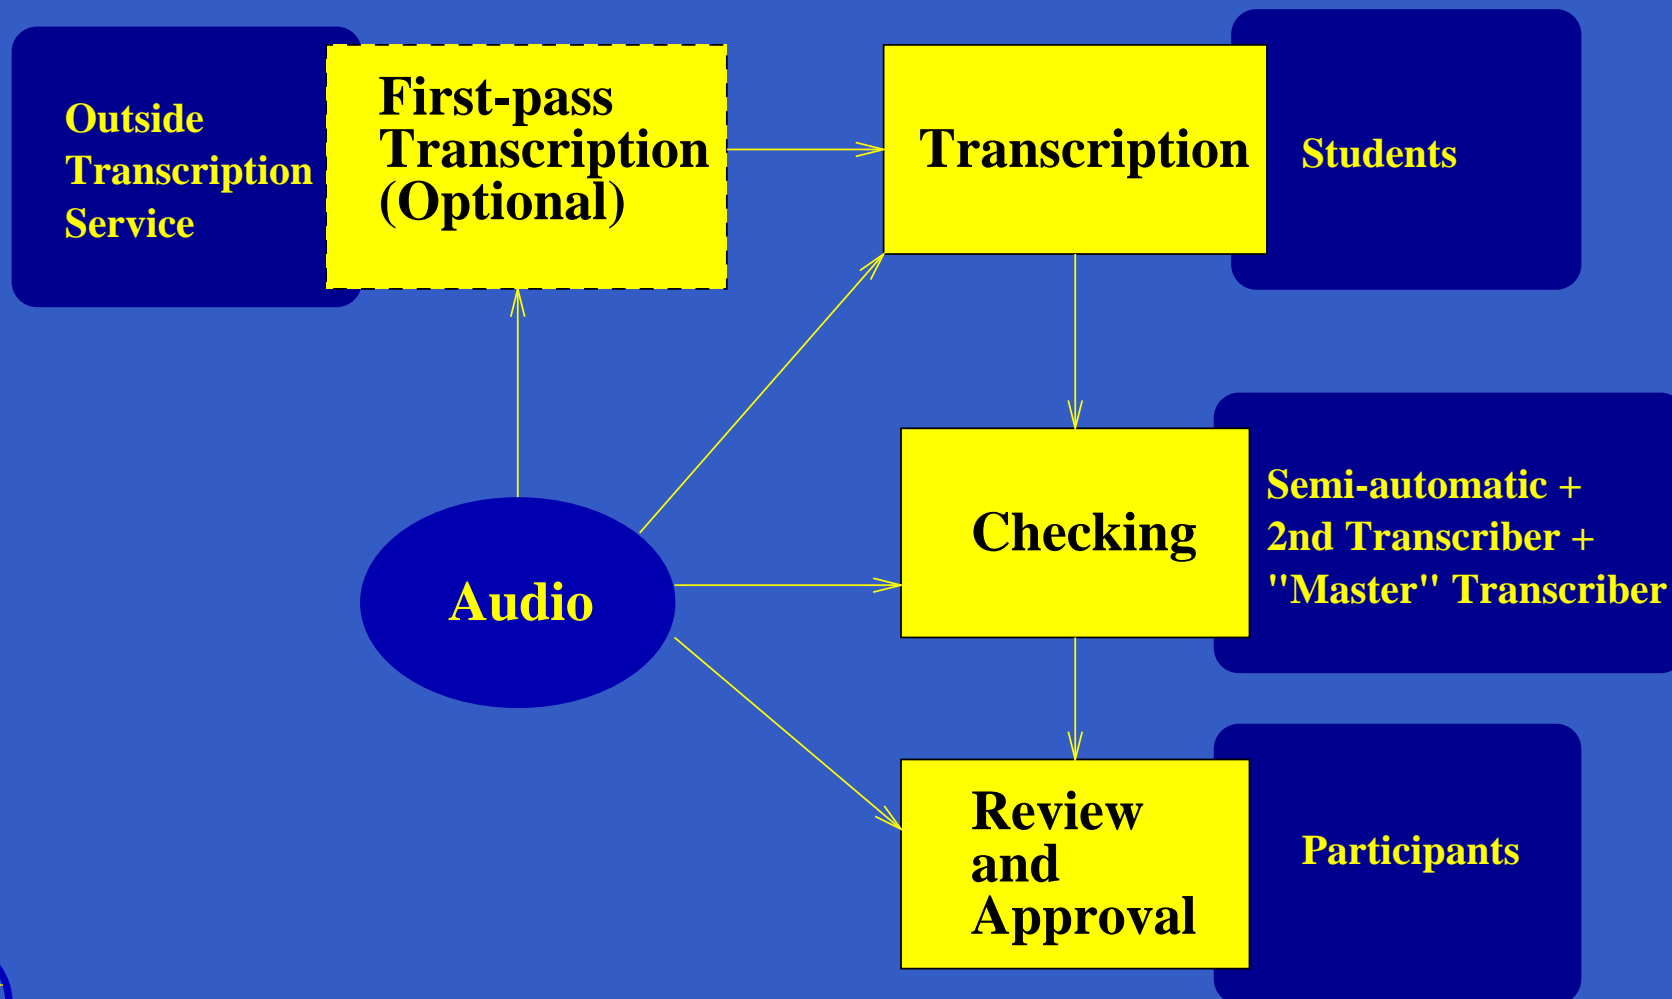 Outside
Transcription
Service
First-pass
Transcription
(Optional)
Transcription
Students
Audio
Checking
Semi-automatic +
2nd Transcriber +
"Master" Transcriber
Review
and
Approval
Participants